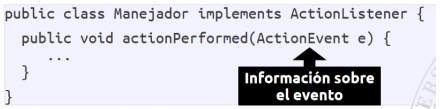 public class Manejador implements ActionListener {
public void actionPerformed(ActionEvent e) {
...
}
Información sobre
el evento
}